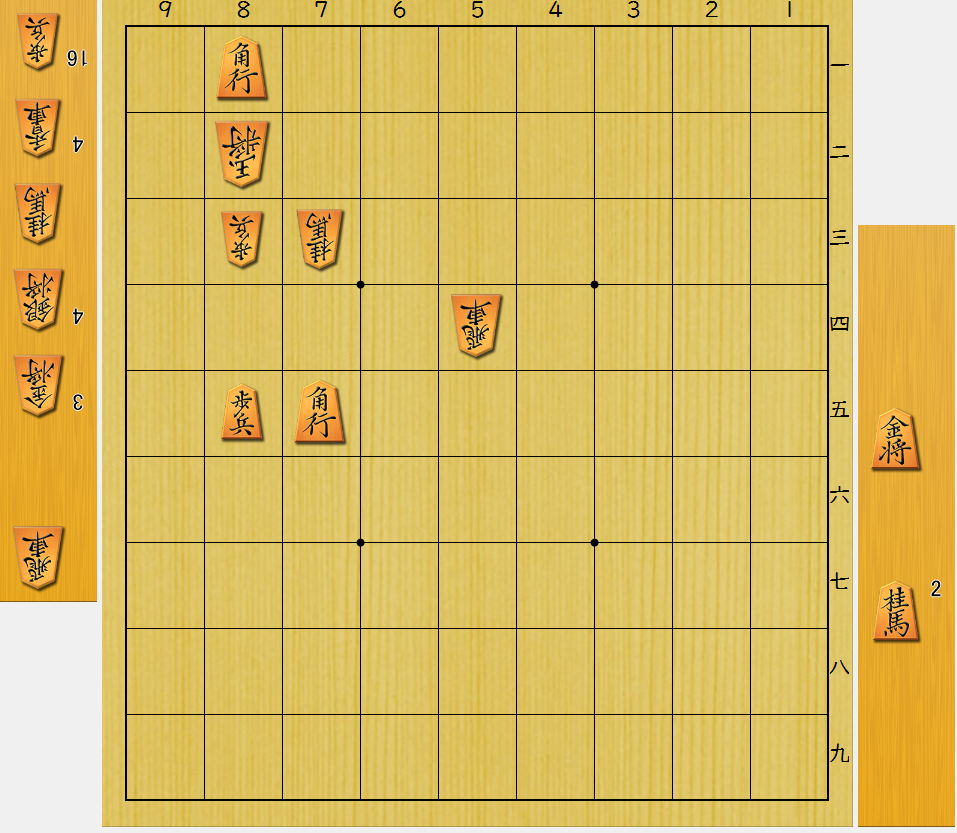 9 8 7 6 5 4 3 2 1
角行 一
玉将 二
歩兵 桂馬 三
飛車 四
歩兵 角行 五
六
七
八
九
歩兵 16
香車 4
桂馬
銀将 4
金将 3
飛車
金将
桂馬 2